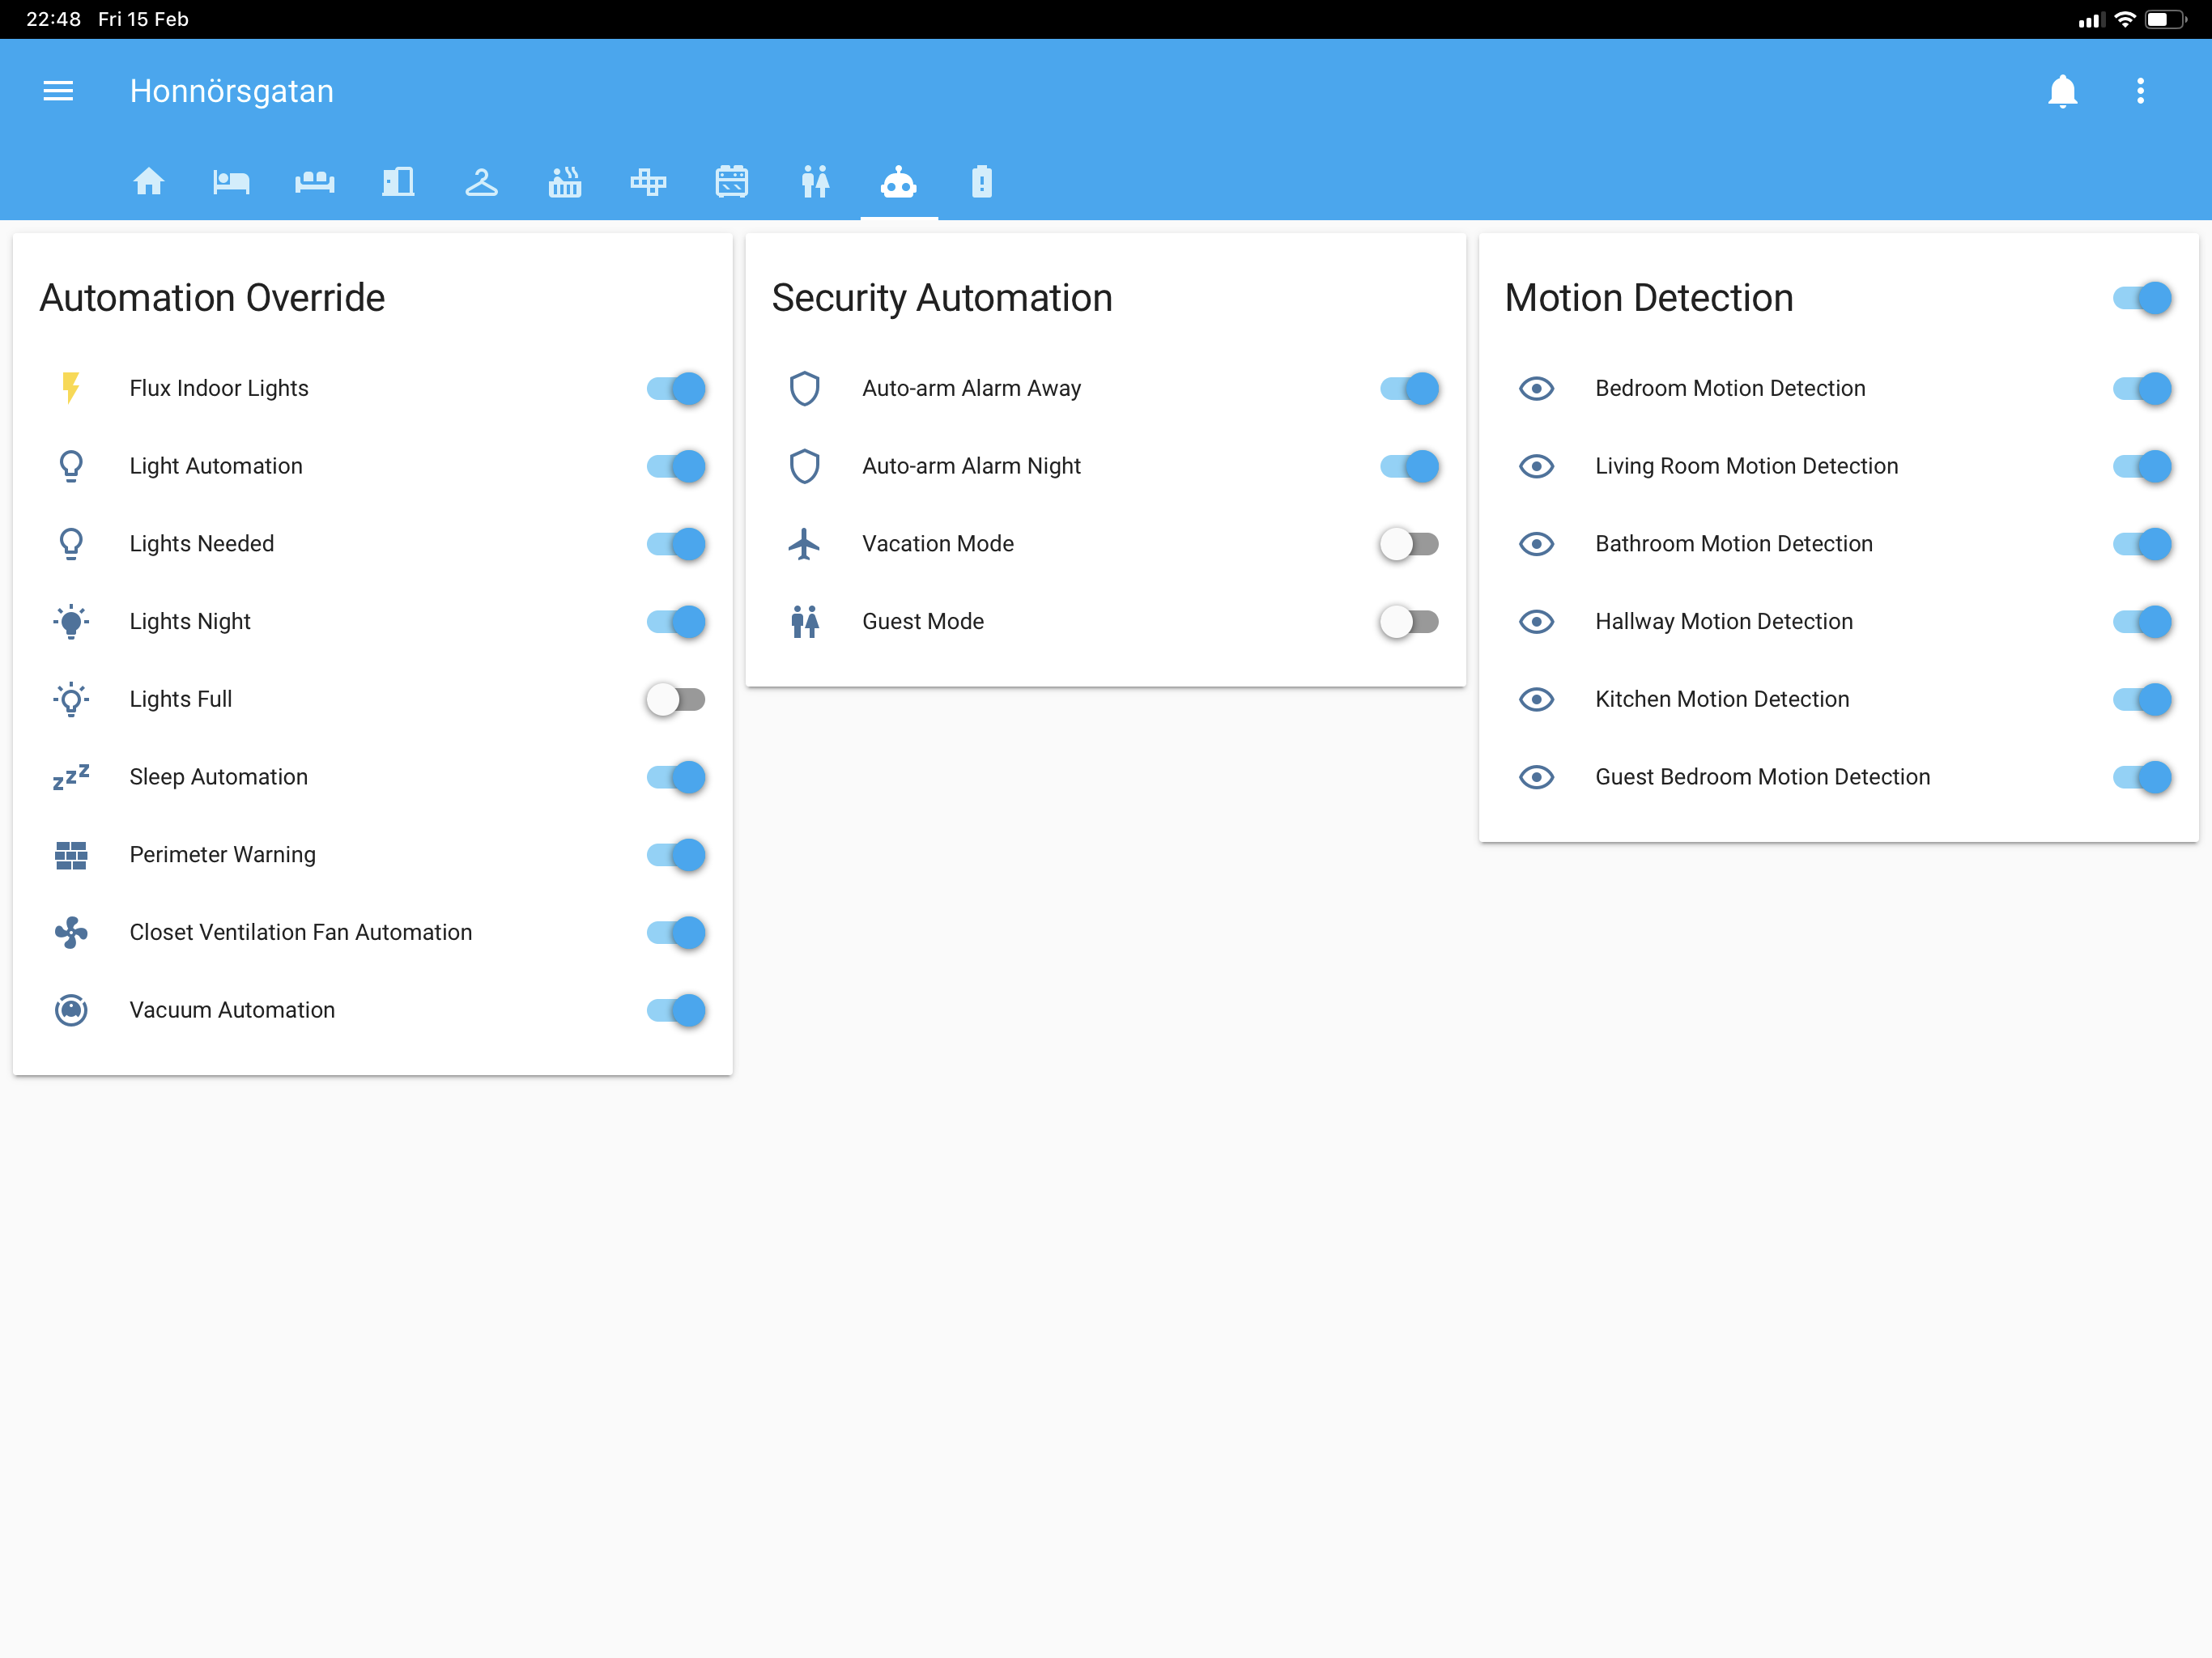 22:48 Fri 15 Feb
Honnörsgatan
Automation Override
Flux Indoor Lights
Light Automation
Lights Needed
Lights Night
Lights Full
Sleep Automation
Perimeter Warning
Closet Ventilation Fan Automation
Vacuum Automation
Security Automation
Auto-arm Alarm Away
Auto-arm Alarm Night
Vacation Mode
Guest Mode
Motion Detection
Bedroom Motion Detection
Living Room Motion Detection
Bathroom Motion Detection
Hallway Motion Detection
Kitchen Motion Detection
Guest Bedroom Motion Detection